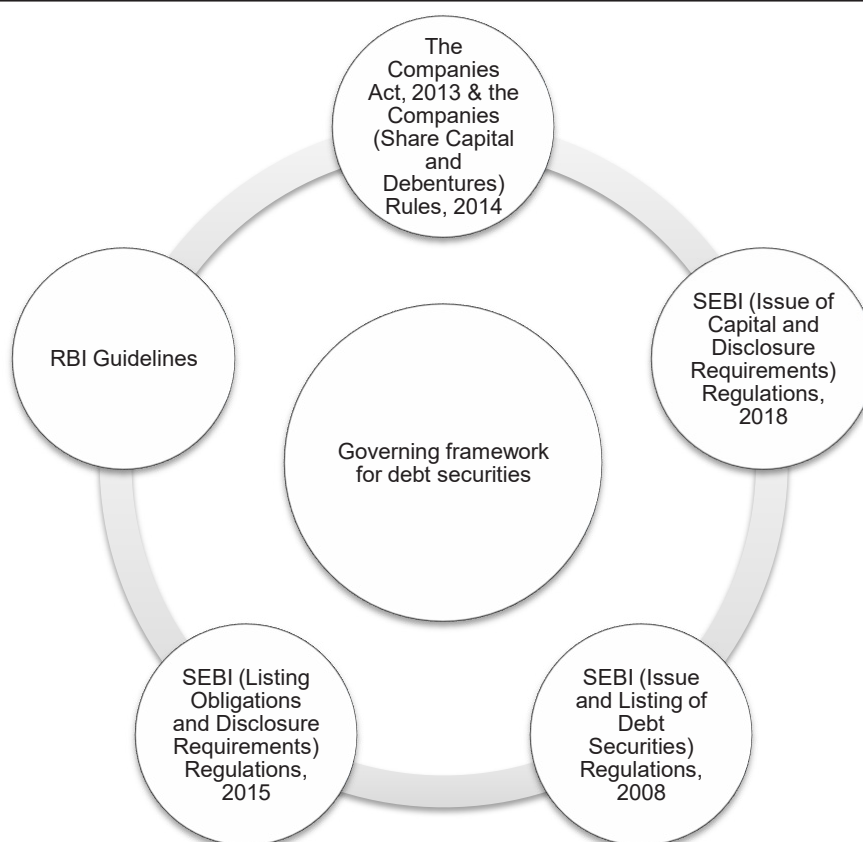 The
Companies
Act, 2013 & the
Companies
(Share Capital
and
Debentures)
Rules, 2014
SEBI (Issue of
Capital and
Disclosure
Requirements)
Regulations,
2018
RBI Guidelines
Governing framework
for debt securities
SEBI (Listing
Obligations
and Disclosure
Requirements)
Regulations,
2015
SEBI (Issue
and Listing of
Debt
Securities)
Regulations,
2008